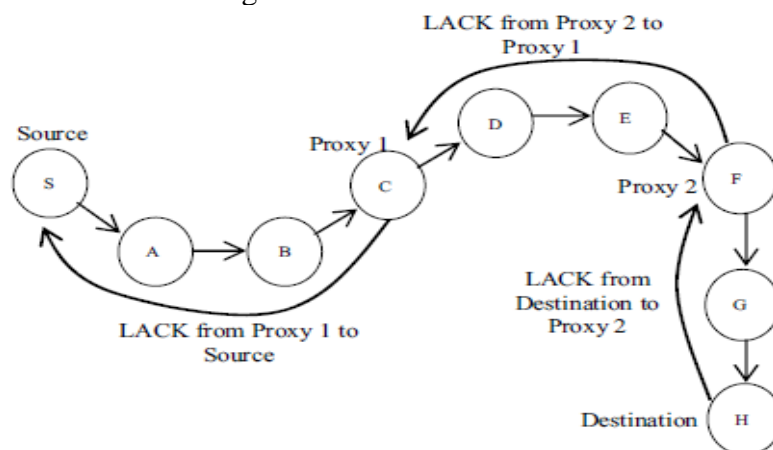 LACK from Proxy 2 to
Proxy 1
Source
Proxy 1
D
E
S
C
F
Proxy 2
A
B
LACK from
Destination to
Proxy 2
G
LACK from Proxy 1 to
Source
Destination
H